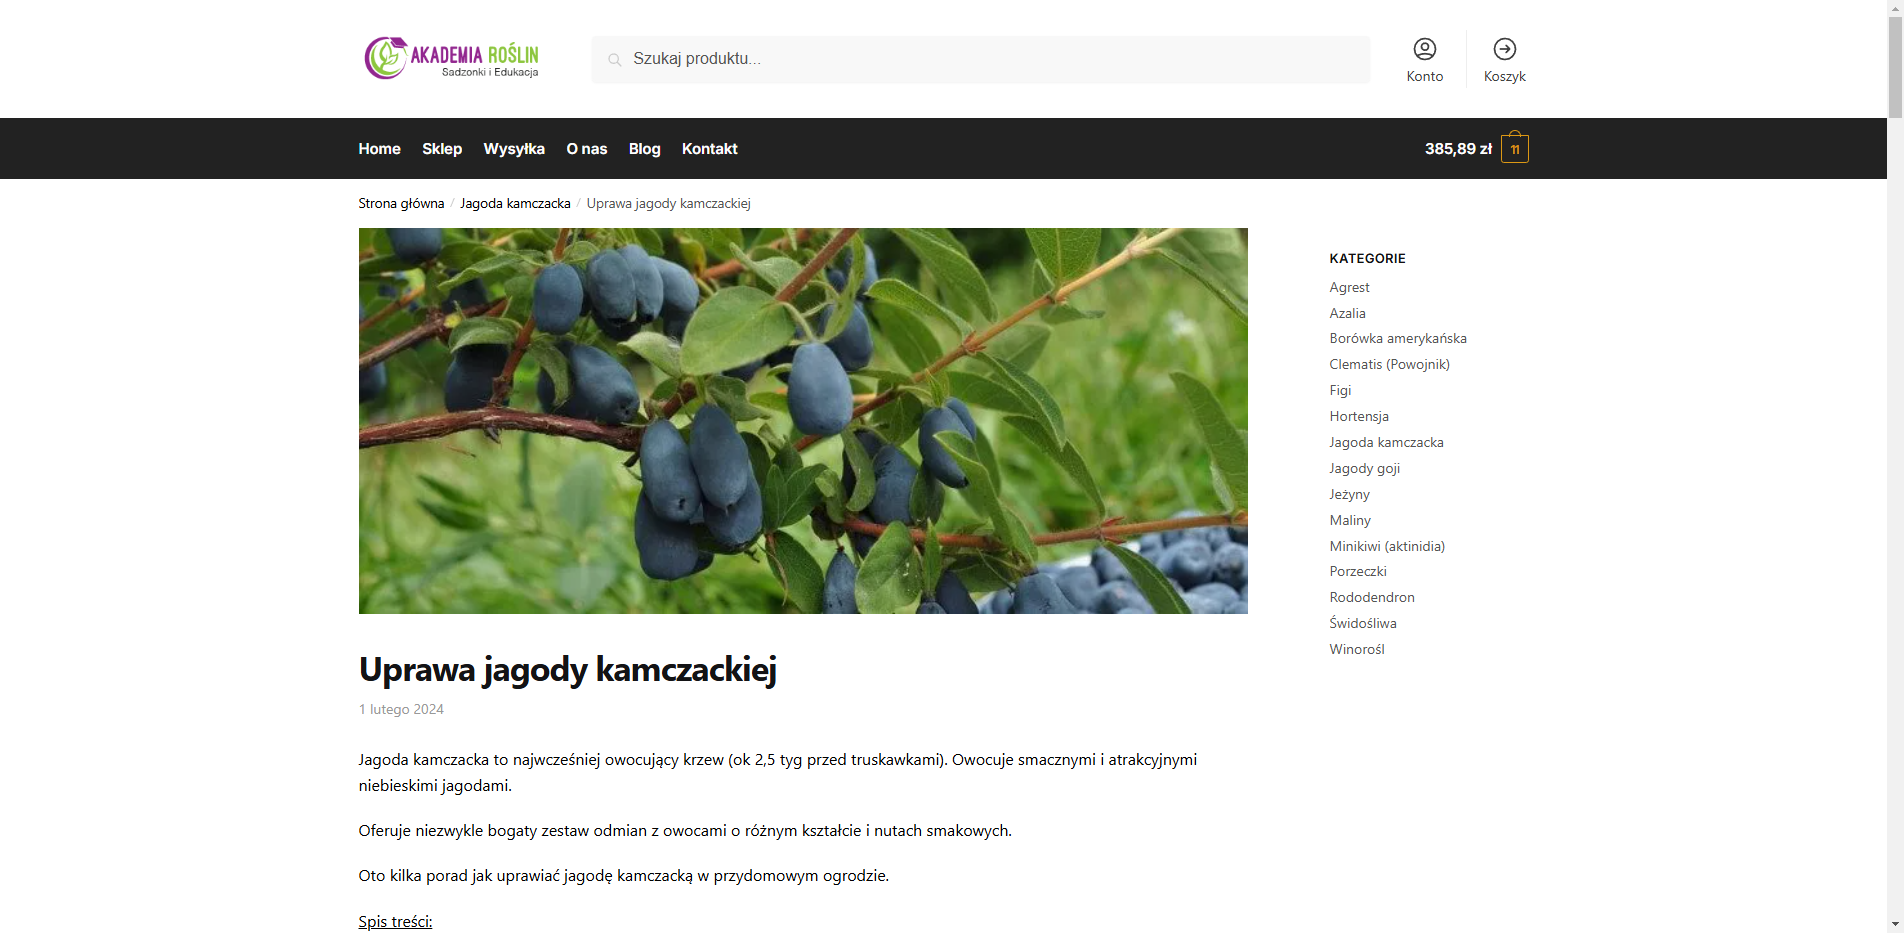 AKADEMIA ROŚLIN
Sadzonki i Edukacja
Szukaj produktu...
Konto
Koszyk
Home
Sklep
Wysyłka
O nas
Blog
Kontakt
385,89 zł
11
Strona główna / Jagoda kamczacka / Uprawa jagody kamczackiej
KATEGORIE
Agrest
Azalia
Borówka amerykańska
Clematis (Powojnik)
Figi
Hortensja
Jagoda kamczacka
Jagody goji
Jeżyny
Maliny
Minikiwi (aktinidia)
Porzeczki
Rododendron
Świdośliwa
Winorośl
Uprawa jagody kamczackiej
1 lutego 2024
Jagoda kamczacka to najwcześniej owocujący krzew (ok 2,5 tyg przed truskawkami). Owocuje smacznymi i atrakcyjnymi
niebieskimi jagodami.
Oferuje niezwykle bogaty zestaw odmian z owocami o różnym kształcie i nutach smakowych.
Oto kilka porad jak uprawiać jagodę kamczacką w przydomowym ogrodzie.
Spis treści: